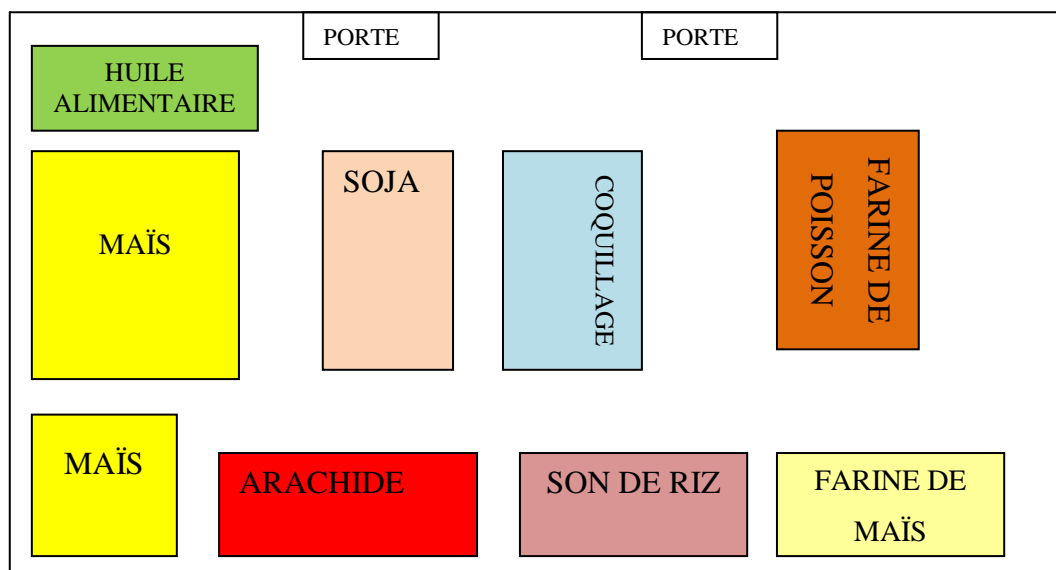 PORTE
PORTE
HUILE
ALIMENTAIRE
MAÏS
SOJA
COQUILLAGE
FARINE DE
POISSON
MAÏS
ARACHIDE
SON DE RIZ
FARINE DE
MAÏS